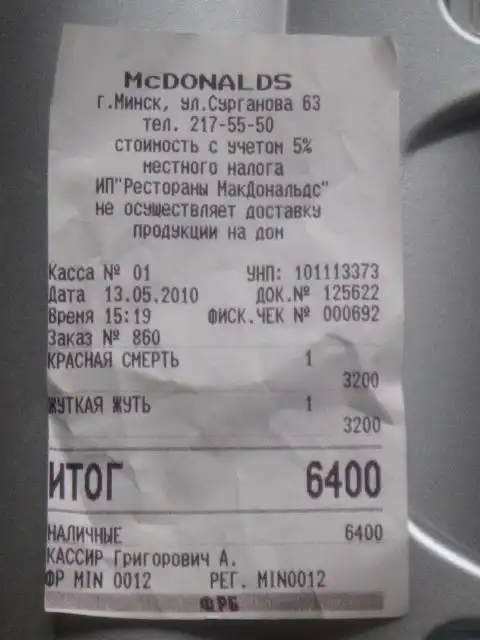 McDONALDS
г.Минск, ул.Сурганова 63
тел. 217-55-50
стоимость с учетом 5%
местного налога
ИП"Рестораны МакДональдс"
не осуществляет доставку
продукции на дом
Касса № 01 УНП: 101113373
Дата 13.05.2010 ДОК.№ 125622
Время 15:19 ФИСК.ЧЕК № 000692
Заказ № 860
КРАСНАЯ СМЕРТЬ 1
3200
ЖУТКАЯ ЖУТЬ 1
3200
ИТОГ 6400
НАЛИЧНЫЕ 6400
КАССИР Григорович А.
ФР MIN 0012 РЕГ. MIN0012
ФРБ